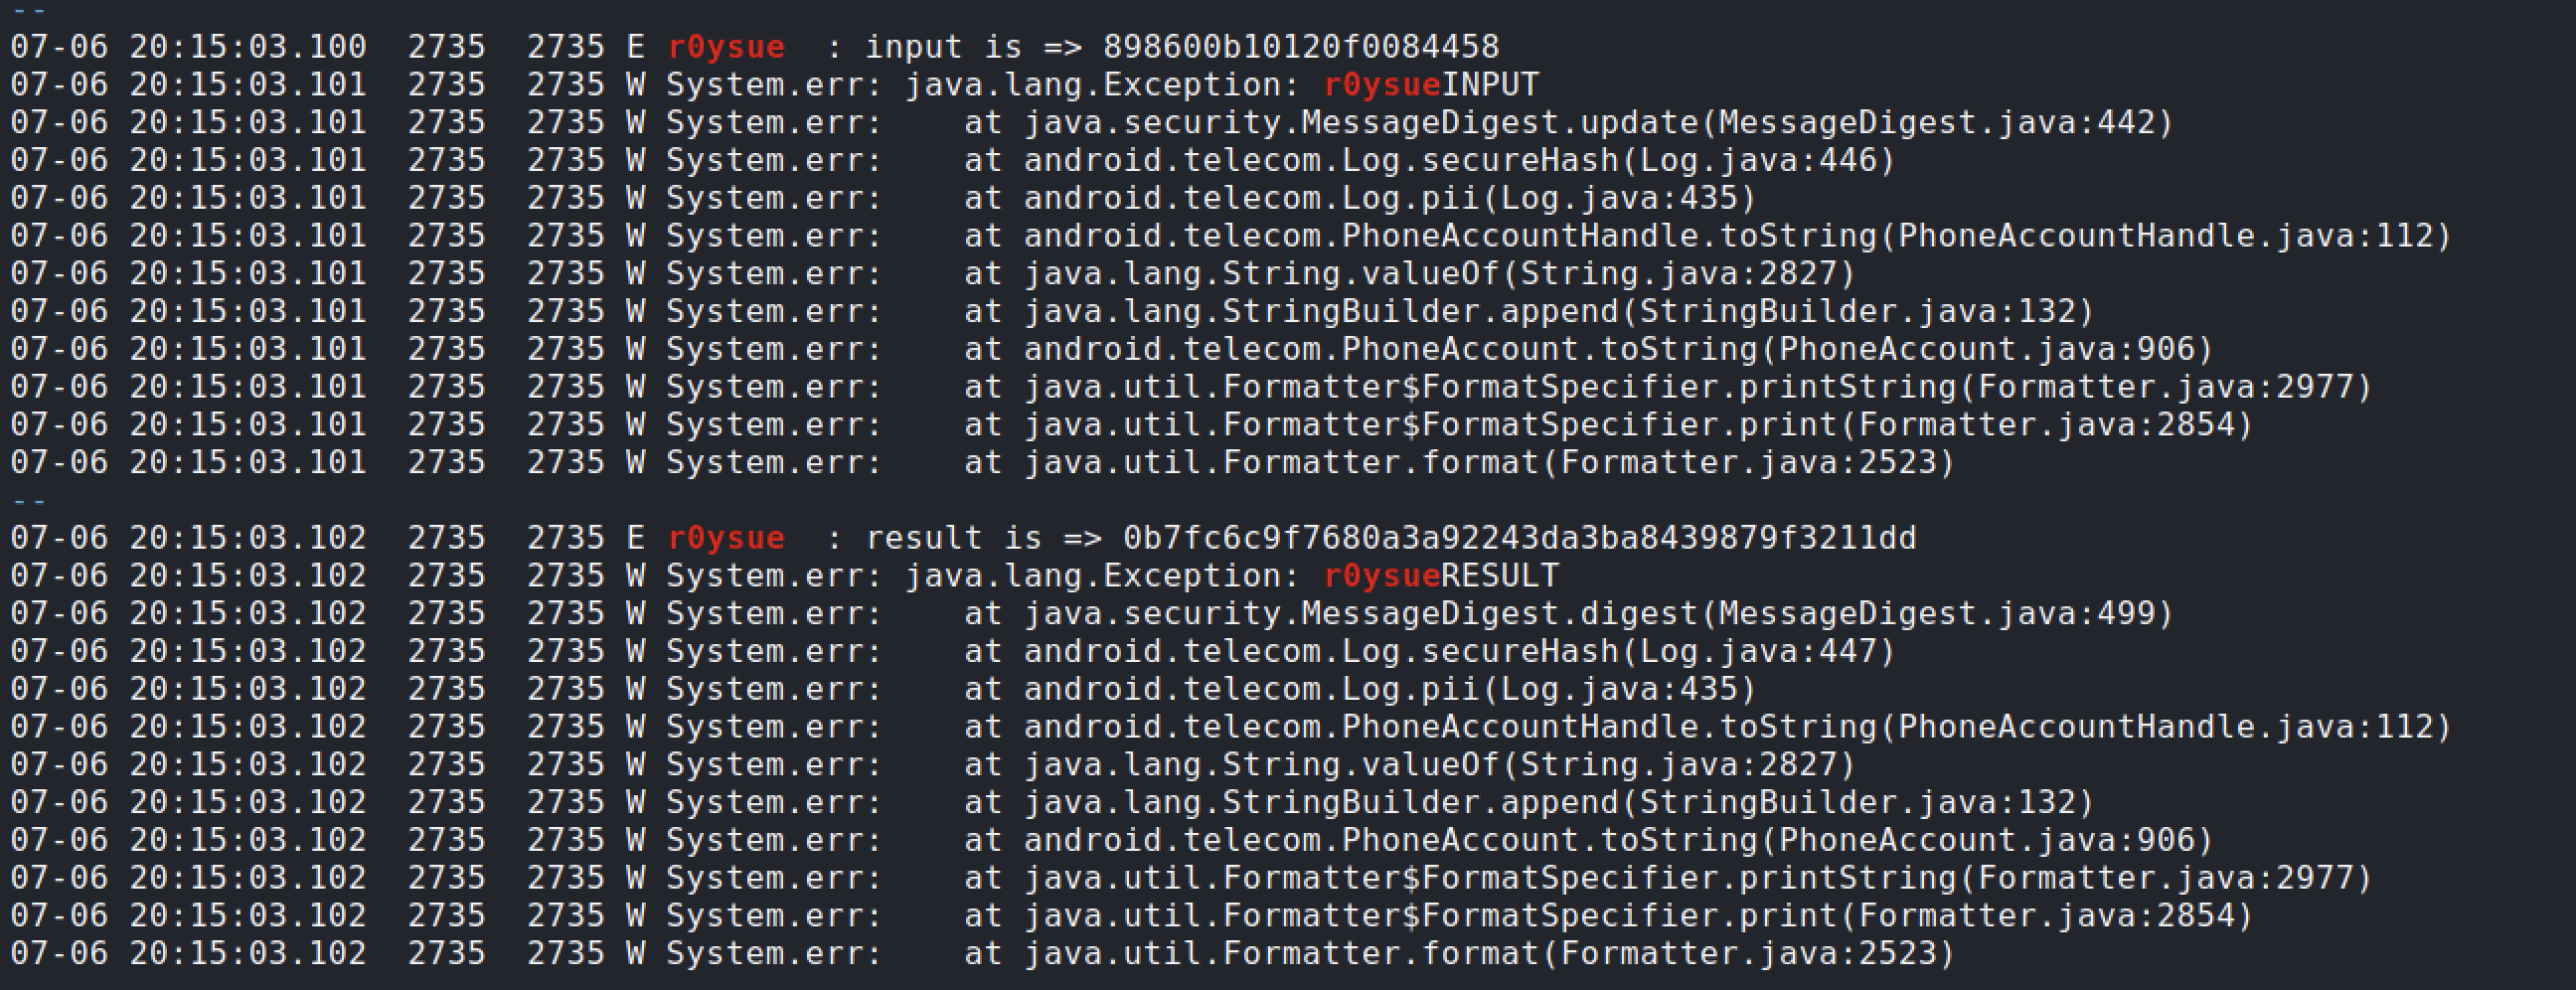 --
07-06 20:15:03.100  2735  2735 E r0ysue  : input is => 898600b10120f0084458
07-06 20:15:03.101  2735  2735 W System.err: java.lang.Exception: r0ysueINPUT
07-06 20:15:03.101  2735  2735 W System.err:    at java.security.MessageDigest.update(MessageDigest.java:442)
07-06 20:15:03.101  2735  2735 W System.err:    at android.telecom.Log.secureHash(Log.java:446)
07-06 20:15:03.101  2735  2735 W System.err:    at android.telecom.Log.pii(Log.java:435)
07-06 20:15:03.101  2735  2735 W System.err:    at android.telecom.PhoneAccountHandle.toString(PhoneAccountHandle.java:112)
07-06 20:15:03.101  2735  2735 W System.err:    at java.lang.String.valueOf(String.java:2827)
07-06 20:15:03.101  2735  2735 W System.err:    at java.lang.StringBuilder.append(StringBuilder.java:132)
07-06 20:15:03.101  2735  2735 W System.err:    at android.telecom.PhoneAccount.toString(PhoneAccount.java:906)
07-06 20:15:03.101  2735  2735 W System.err:    at java.util.Formatter$FormatSpecifier.printString(Formatter.java:2977)
07-06 20:15:03.101  2735  2735 W System.err:    at java.util.Formatter$FormatSpecifier.print(Formatter.java:2854)
07-06 20:15:03.101  2735  2735 W System.err:    at java.util.Formatter.format(Formatter.java:2523)
--
07-06 20:15:03.102  2735  2735 E r0ysue  : result is => 0b7fc6c9f7680a3a92243da3ba8439879f3211dd
07-06 20:15:03.102  2735  2735 W System.err: java.lang.Exception: r0ysueRESULT
07-06 20:15:03.102  2735  2735 W System.err:    at java.security.MessageDigest.digest(MessageDigest.java:499)
07-06 20:15:03.102  2735  2735 W System.err:    at android.telecom.Log.secureHash(Log.java:447)
07-06 20:15:03.102  2735  2735 W System.err:    at android.telecom.Log.pii(Log.java:435)
07-06 20:15:03.102  2735  2735 W System.err:    at android.telecom.PhoneAccountHandle.toString(PhoneAccountHandle.java:112)
07-06 20:15:03.102  2735  2735 W System.err:    at java.lang.String.valueOf(String.java:2827)
07-06 20:15:03.102  2735  2735 W System.err:    at java.lang.StringBuilder.append(StringBuilder.java:132)
07-06 20:15:03.102  2735  2735 W System.err:    at android.telecom.PhoneAccount.toString(PhoneAccount.java:906)
07-06 20:15:03.102  2735  2735 W System.err:    at java.util.Formatter$FormatSpecifier.printString(Formatter.java:2977)
07-06 20:15:03.102  2735  2735 W System.err:    at java.util.Formatter$FormatSpecifier.print(Formatter.java:2854)
07-06 20:15:03.102  2735  2735 W System.err:    at java.util.Formatter.format(Formatter.java:2523)